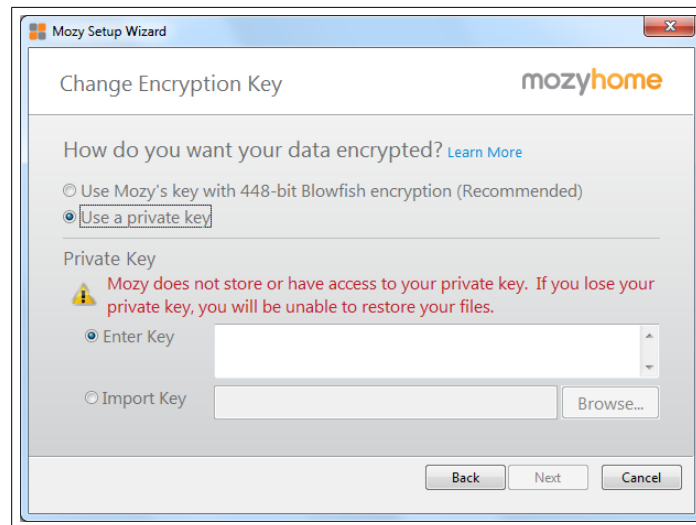 Mozy Setup Wizard
Change Encryption Key
mozyhome
How do you want your data encrypted? Learn More
Use Mozy's key with 448-bit Blowfish encryption (Recommended)
Use a private key
Private Key
Mozy does not store or have access to your private key. If you lose your
private key, you will be unable to restore your files.
Enter Key
Import Key
Browse...
Back
Next
Cancel